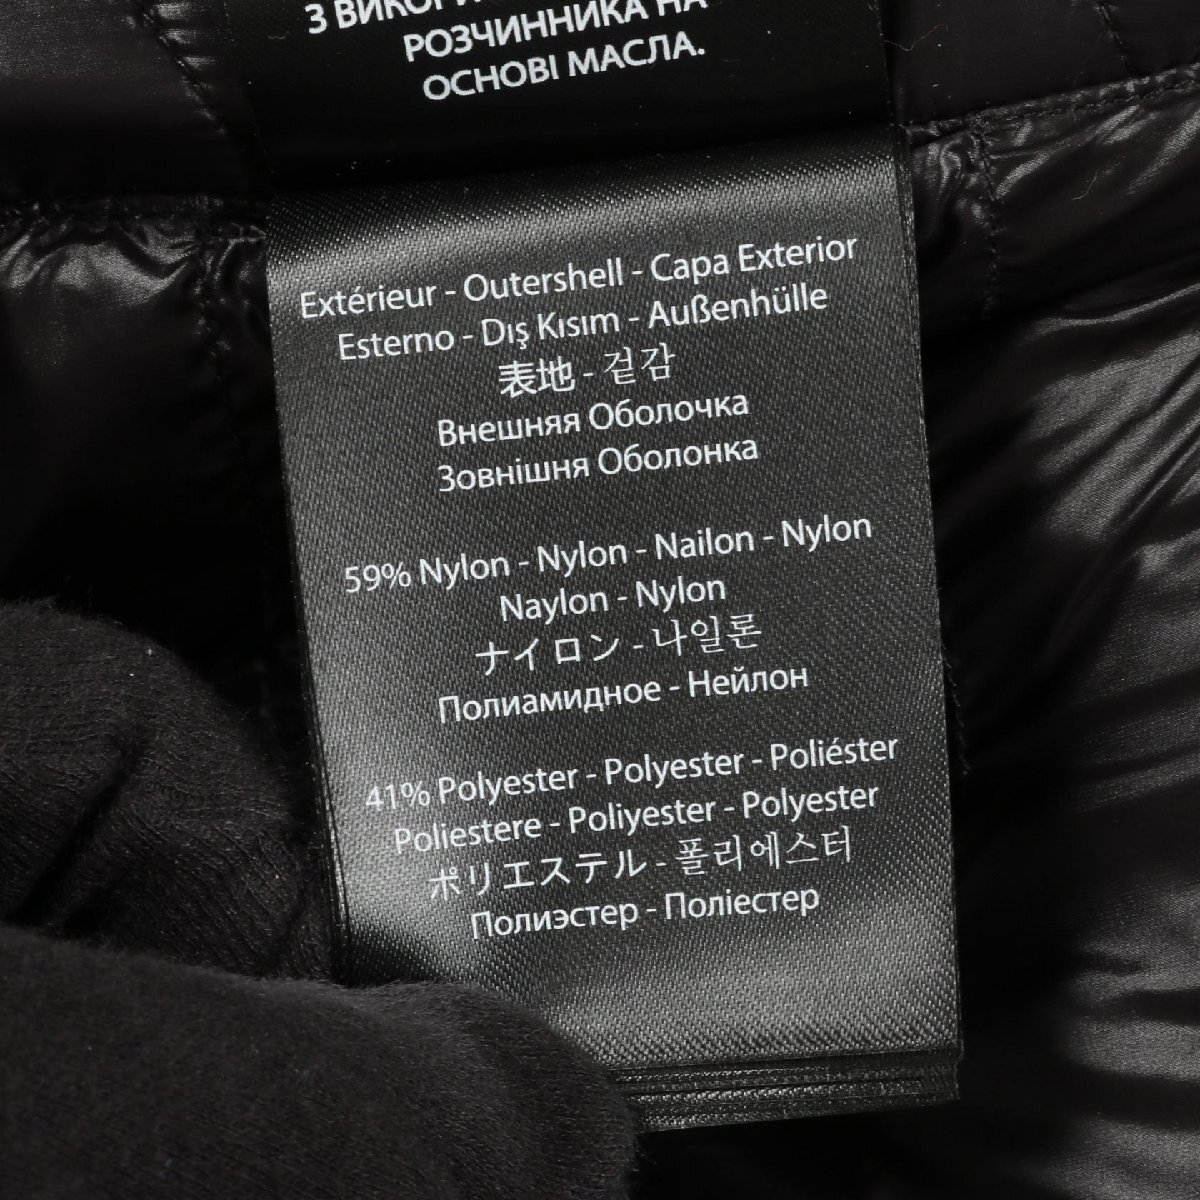 З
РОЗЧИННИКА НА
ОСНОВІ МАСЛА.
Extérieur - Outershell - Capa Exterior
Esterno - Dış Kısım - Außenhülle
表地 - 겉감
Внешняя Оболочка
Зовнішня Оболонка
59% Nylon - Nylon - Nailon - Nylon
Naylon - Nylon
ナイロン - 나일론
Полиамидное - Нейлон
41% Polyester - Polyester - Poliéster
Poliestere - Poliyester - Polyester
ポリエステル - 폴리에스터
Полиэстер - Поліестер